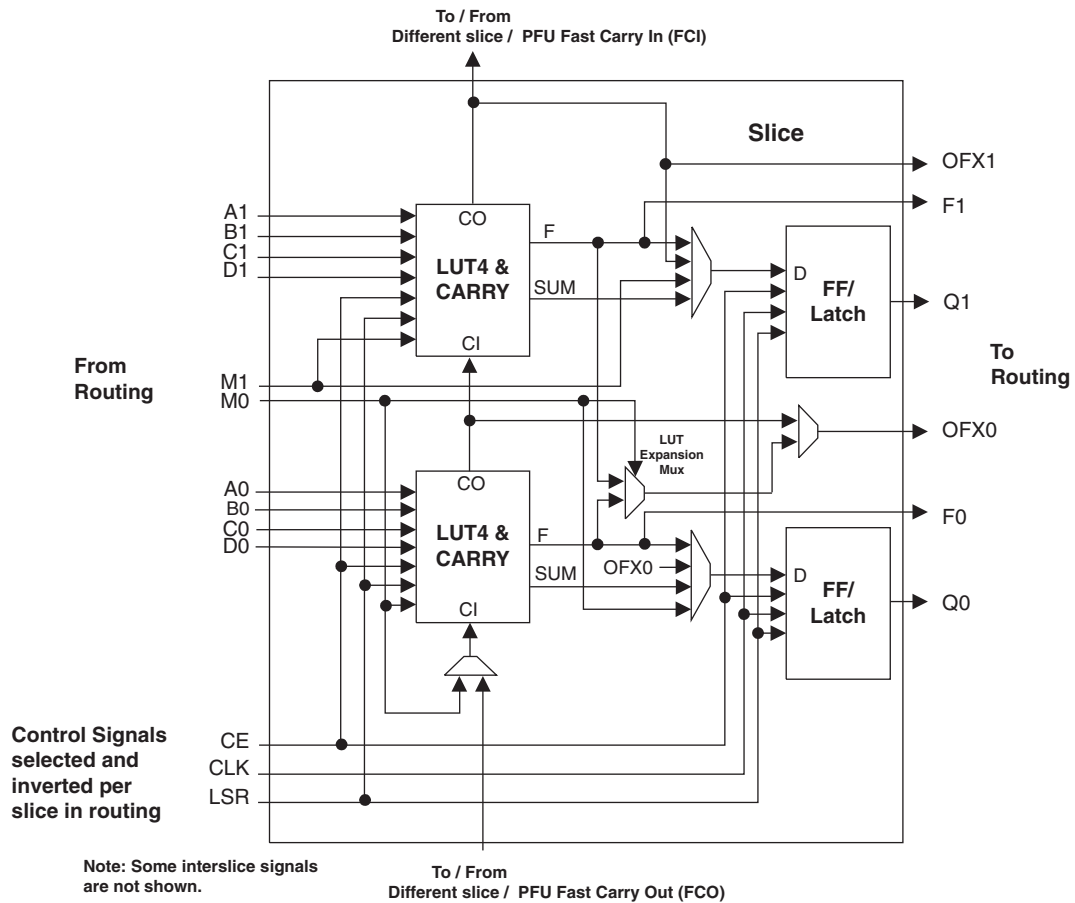 To / From
Different slice / PFU Fast Carry In (FCI)
Slice
OFX1
F1
A1
B1
C1
D1
CO
LUT4 &
CARRY
CI
F
SUM
D
FF/
Latch
Q1
From
Routing
To
Routing
M1
M0
OFX0
LUT
Expansion
Mux
A0
B0
C0
D0
CO
LUT4 &
CARRY
CI
F
OFX0
SUM
F0
D
FF/
Latch
Q0
Control Signals
selected and
inverted per
slice in routing
CE
CLK
LSR
Note: Some interslice signals
are not shown.
To / From
Different slice / PFU Fast Carry Out (FCO)